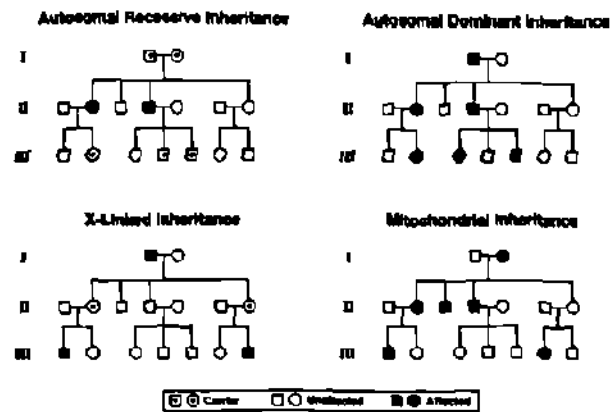 Autosomal Recessive Inheritance
Autosomal Dominant Inheritance
I
I
II
II
III
III
X-Linked Inheritance
Mitochondrial Inheritance
I
I
II
II
III
III
Carrier Unaffected Affected